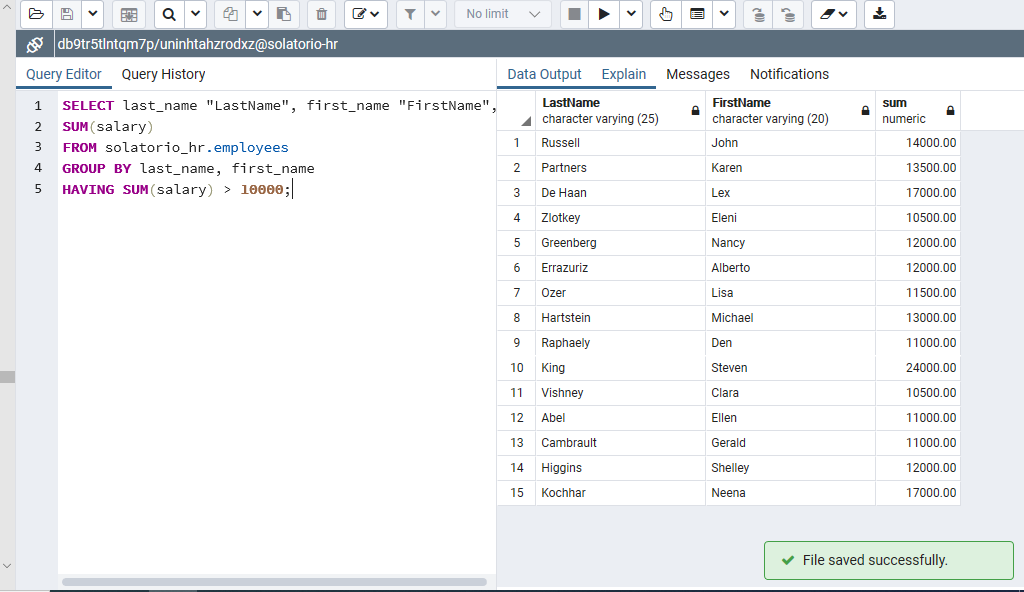 No limit
db9tr5tlntqm7p/uninhtahzrodxz@solatorio-hr
Query Editor Query History
1 SELECT last_name "LastName", first_name "FirstName",
2 SUM(salary)
3 FROM solatorio_hr.employees
4 GROUP BY last_name, first_name
5 HAVING SUM(salary) > 10000;
Data Output Explain Messages Notifications
LastName FirstName sum
character varying (25) character varying (20) numeric
1 Russell John 14000.00
2 Partners Karen 13500.00
3 De Haan Lex 17000.00
4 Zlotkey Eleni 10500.00
5 Greenberg Nancy 12000.00
6 Errazuriz Alberto 12000.00
7 Ozer Lisa 11500.00
8 Hartstein Michael 13000.00
9 Raphaely Den 11000.00
10 King Steven 24000.00
11 Vishney Clara 10500.00
12 Abel Ellen 11000.00
13 Cambrault Gerald 11000.00
14 Higgins Shelley 12000.00
15 Kochhar Neena 17000.00
File saved successfully.